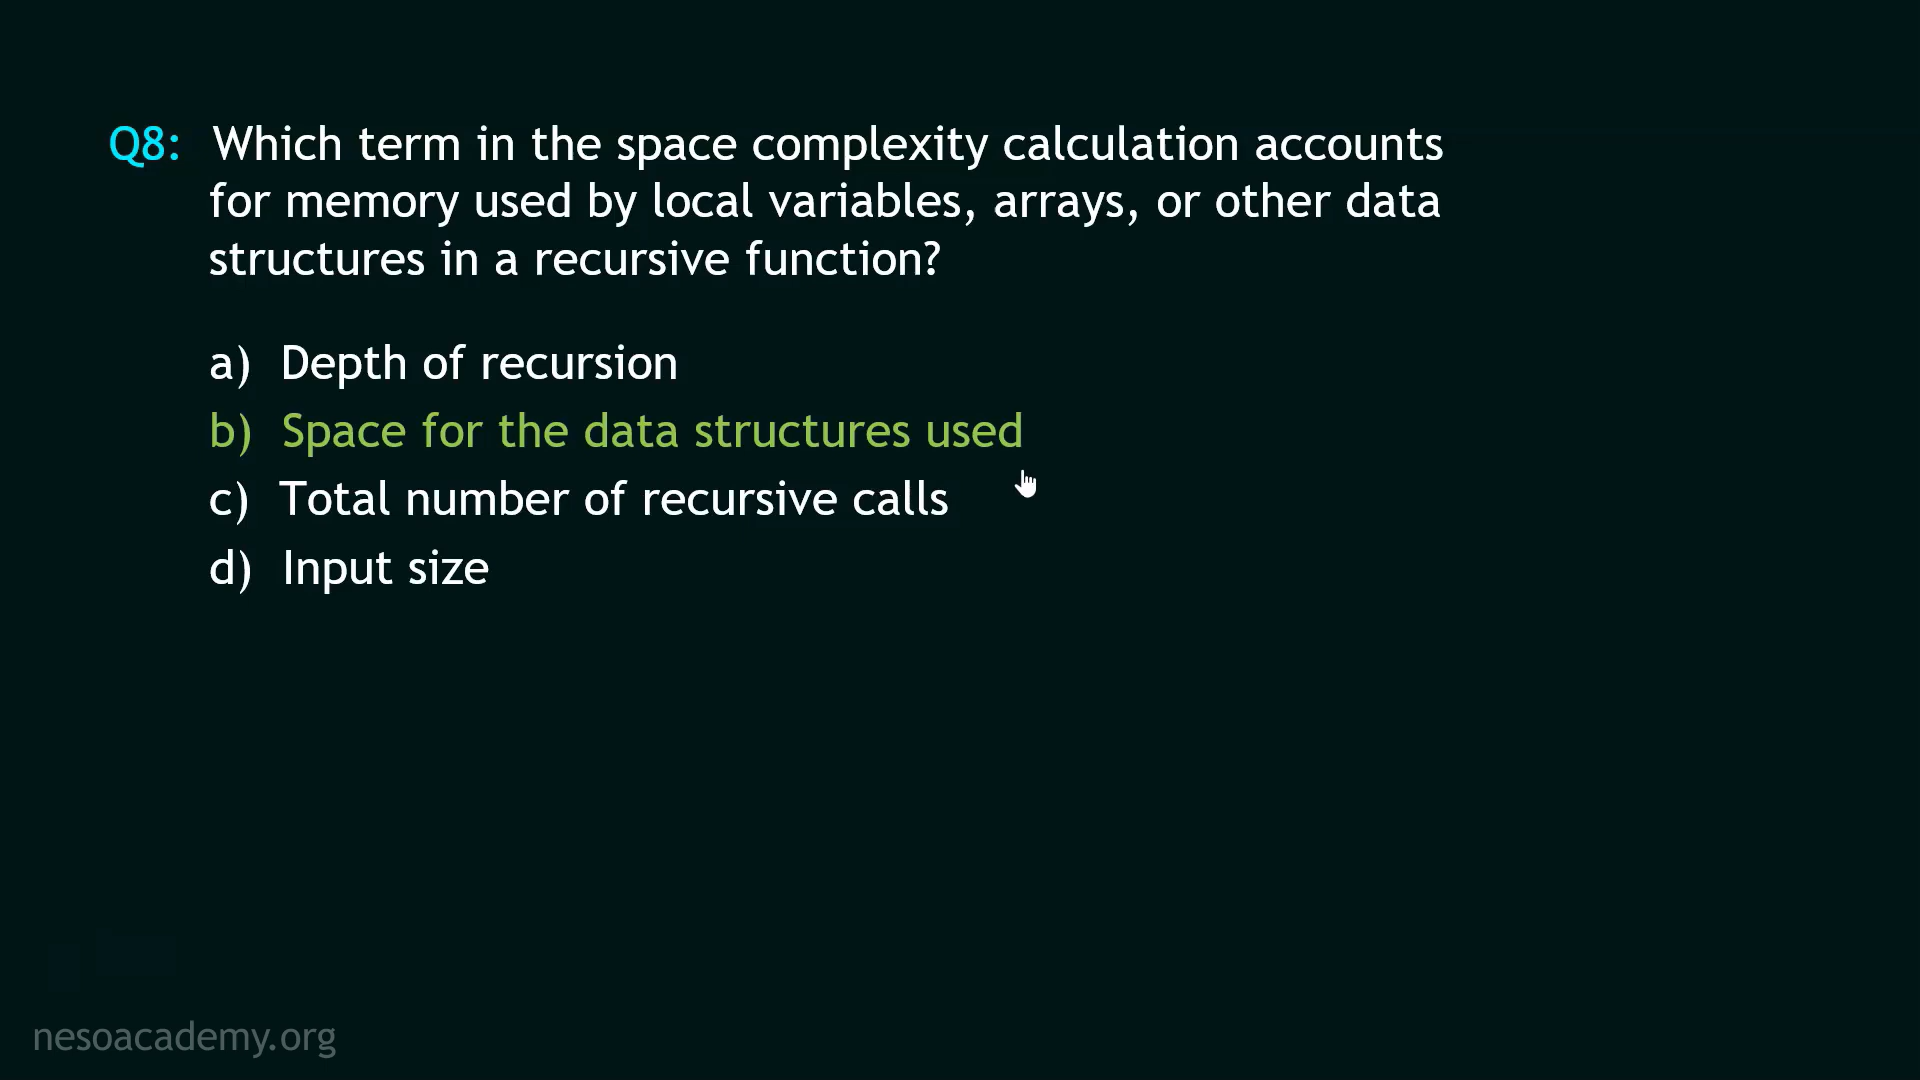 Q8: Which term in the space complexity calculation accounts
for memory used by local variables, arrays, or other data
structures in a recursive function?
a) Depth of recursion
b) Space for the data structures used
c) Total number of recursive calls
d) Input size
nesoacademy.org